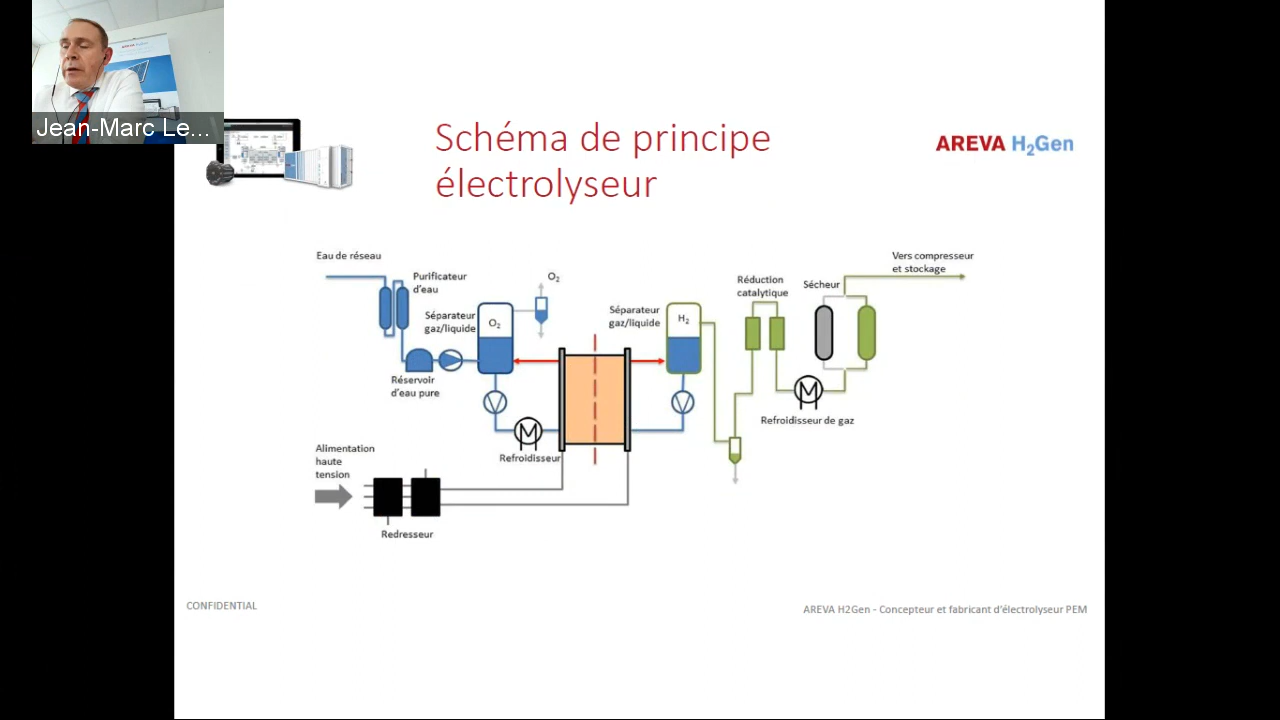 AREVA H2Gen
Jean-Marc Le...
Schéma de principe
électrolyseur
AREVA H2Gen
Eau de réseau
Purificateur
d'eau
Séparateur
gaz/liquide
O2
O2
Réservoir
d'eau pure
Séparateur
gaz/liquide
H2
Réduction
catalytique
Sécheur
Vers compresseur
et stockage
Refroidisseur de gaz
Refroidisseur
Alimentation
haute
tension
Redresseur
CONFIDENTIAL
AREVA H2Gen - Concepteur et fabricant d'électrolyseur PEM